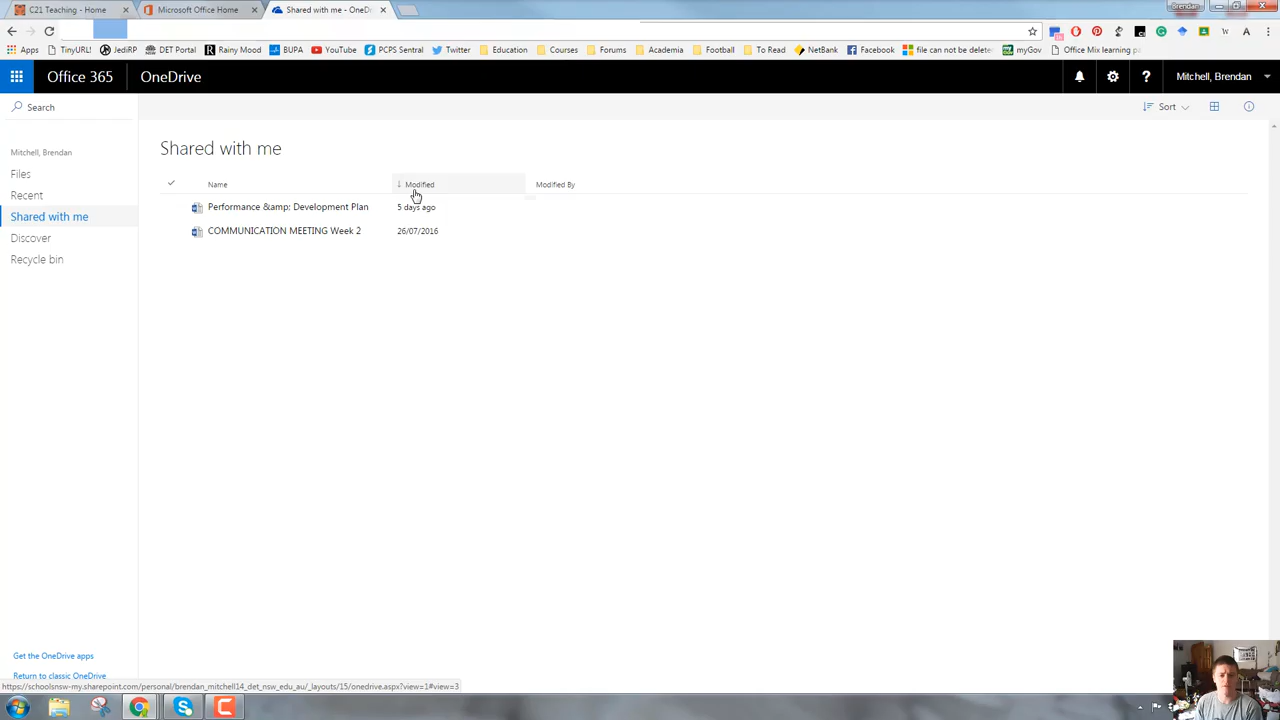 C21 Teaching - Home
Microsoft Office Home
Shared with me - OneDri
Brendan
Apps TinyURL! JediRP DET Portal Rainy Mood BUPA YouTube PCPS Sentral Twitter Education Courses Forums Academia Football To Read NetBank Facebook file can not be delete myGov Office Mix learning p
Office 365 OneDrive Mitchell, Brendan
Search
Sort
Mitchell, Brendan
Files
Recent
Shared with me
Discover
Recycle bin
Shared with me
Name Modified Modified By
Performance &amp; Development Plan 5 days ago
COMMUNICATION MEETING Week 2 26/07/2016
Get the OneDrive apps
Return to classic OneDrive
https://schoolsnsw-my.sharepoint.com/personal/brendan_mitchell14_det_nsw_edu_au/_layouts/15/onedrive.aspx?view=1#view=3